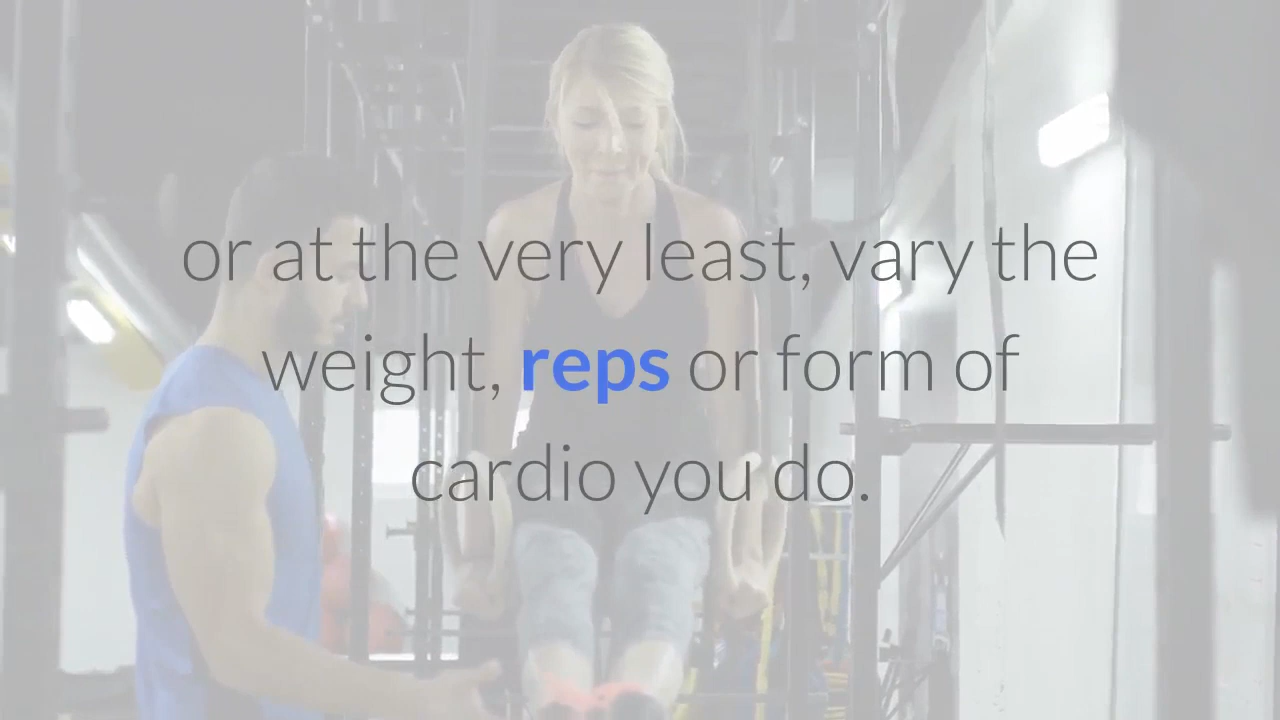 or at the very least, vary the
weight, reps or form of
cardio you do.